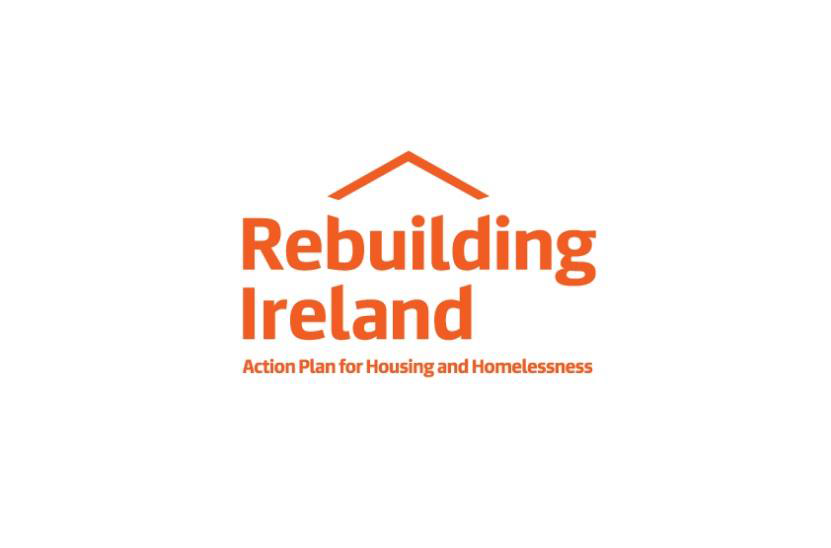 Rebuilding
Ireland
Action Plan for Housing and Homelessness